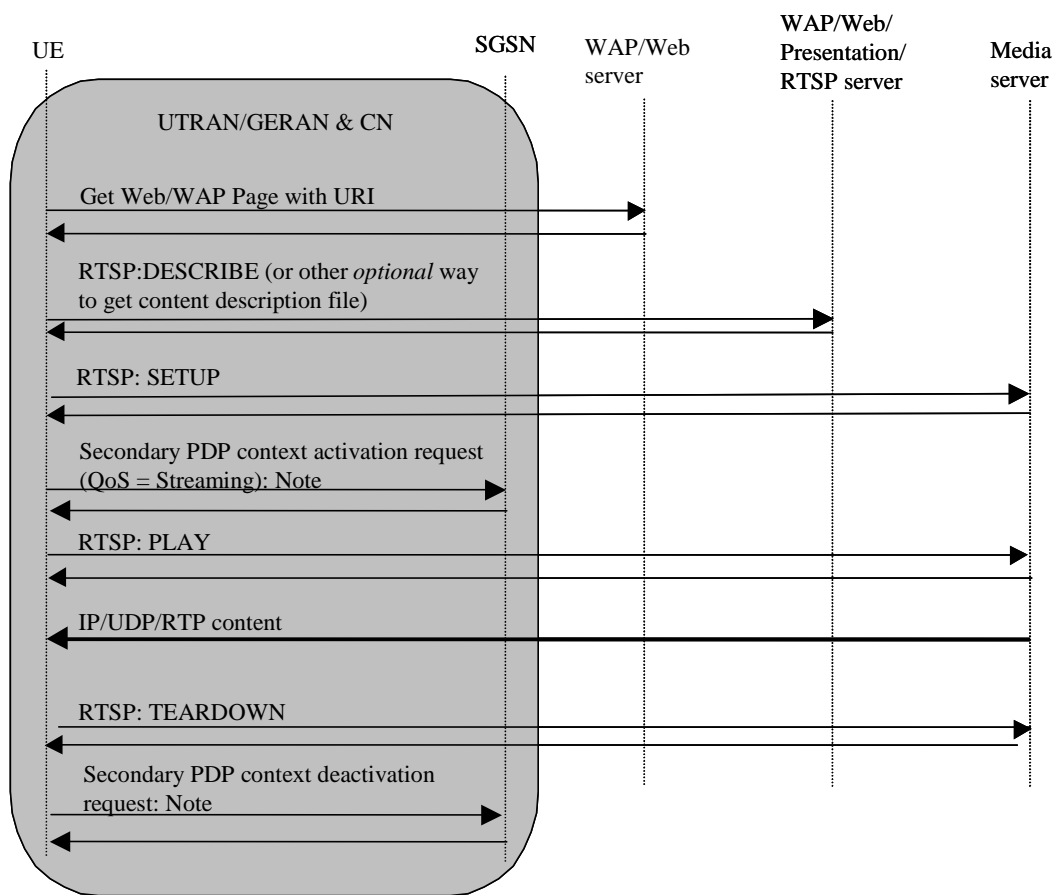 UE
SGSN
WAP/Web
server
WAP/Web/
Presentation/
RTSP server
Media
server
UTRAN/GERAN & CN
Get Web/WAP Page with URI
RTSP:DESCRIBE (or other optional way
to get content description file)
RTSP: SETUP
Secondary PDP context activation request
(QoS = Streaming): Note
RTSP: PLAY
IP/UDP/RTP content
RTSP: TEARDOWN
Secondary PDP context deactivation
request: Note